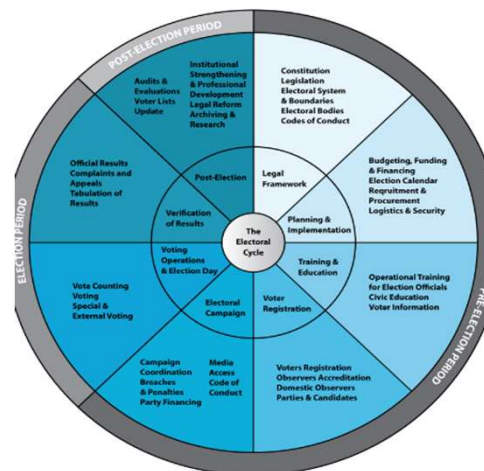 POST-ELECTION PERIOD
ELECTION PERIOD
PRE-ELECTION PERIOD
The
Electoral
Cycle
Legal
Framework
Constitution
Legislation
Electoral System
& Boundaries
Electoral Bodies
Codes of Conduct
Planning &
Implementation
Budgeting, Funding
& Financing
Election Calendar
Reqruitment &
Procurement
Logistics & Security
Training &
Education
Operational Training
for Election Officials
Civic Education
Voter Information
Voter
Registration
Voters Registration
Observers Accreditation
Domestic Observers
Parties & Candidates
Electoral
Campaign
Campaign
Coordination
Breaches
& Penalties
Party Financing
Media
Access
Code of
Conduct
Voting
Operations
& Election Day
Vote Counting
Voting
Special &
External Voting
Verification
of Results
Official Results
Complaints and
Appeals
Tabulation of
Results
Post-Election
Audits &
Evaluations
Voter Lists
Update
Institutional
Strengthening
& Professional
Development
Legal Reform
Archiving &
Research